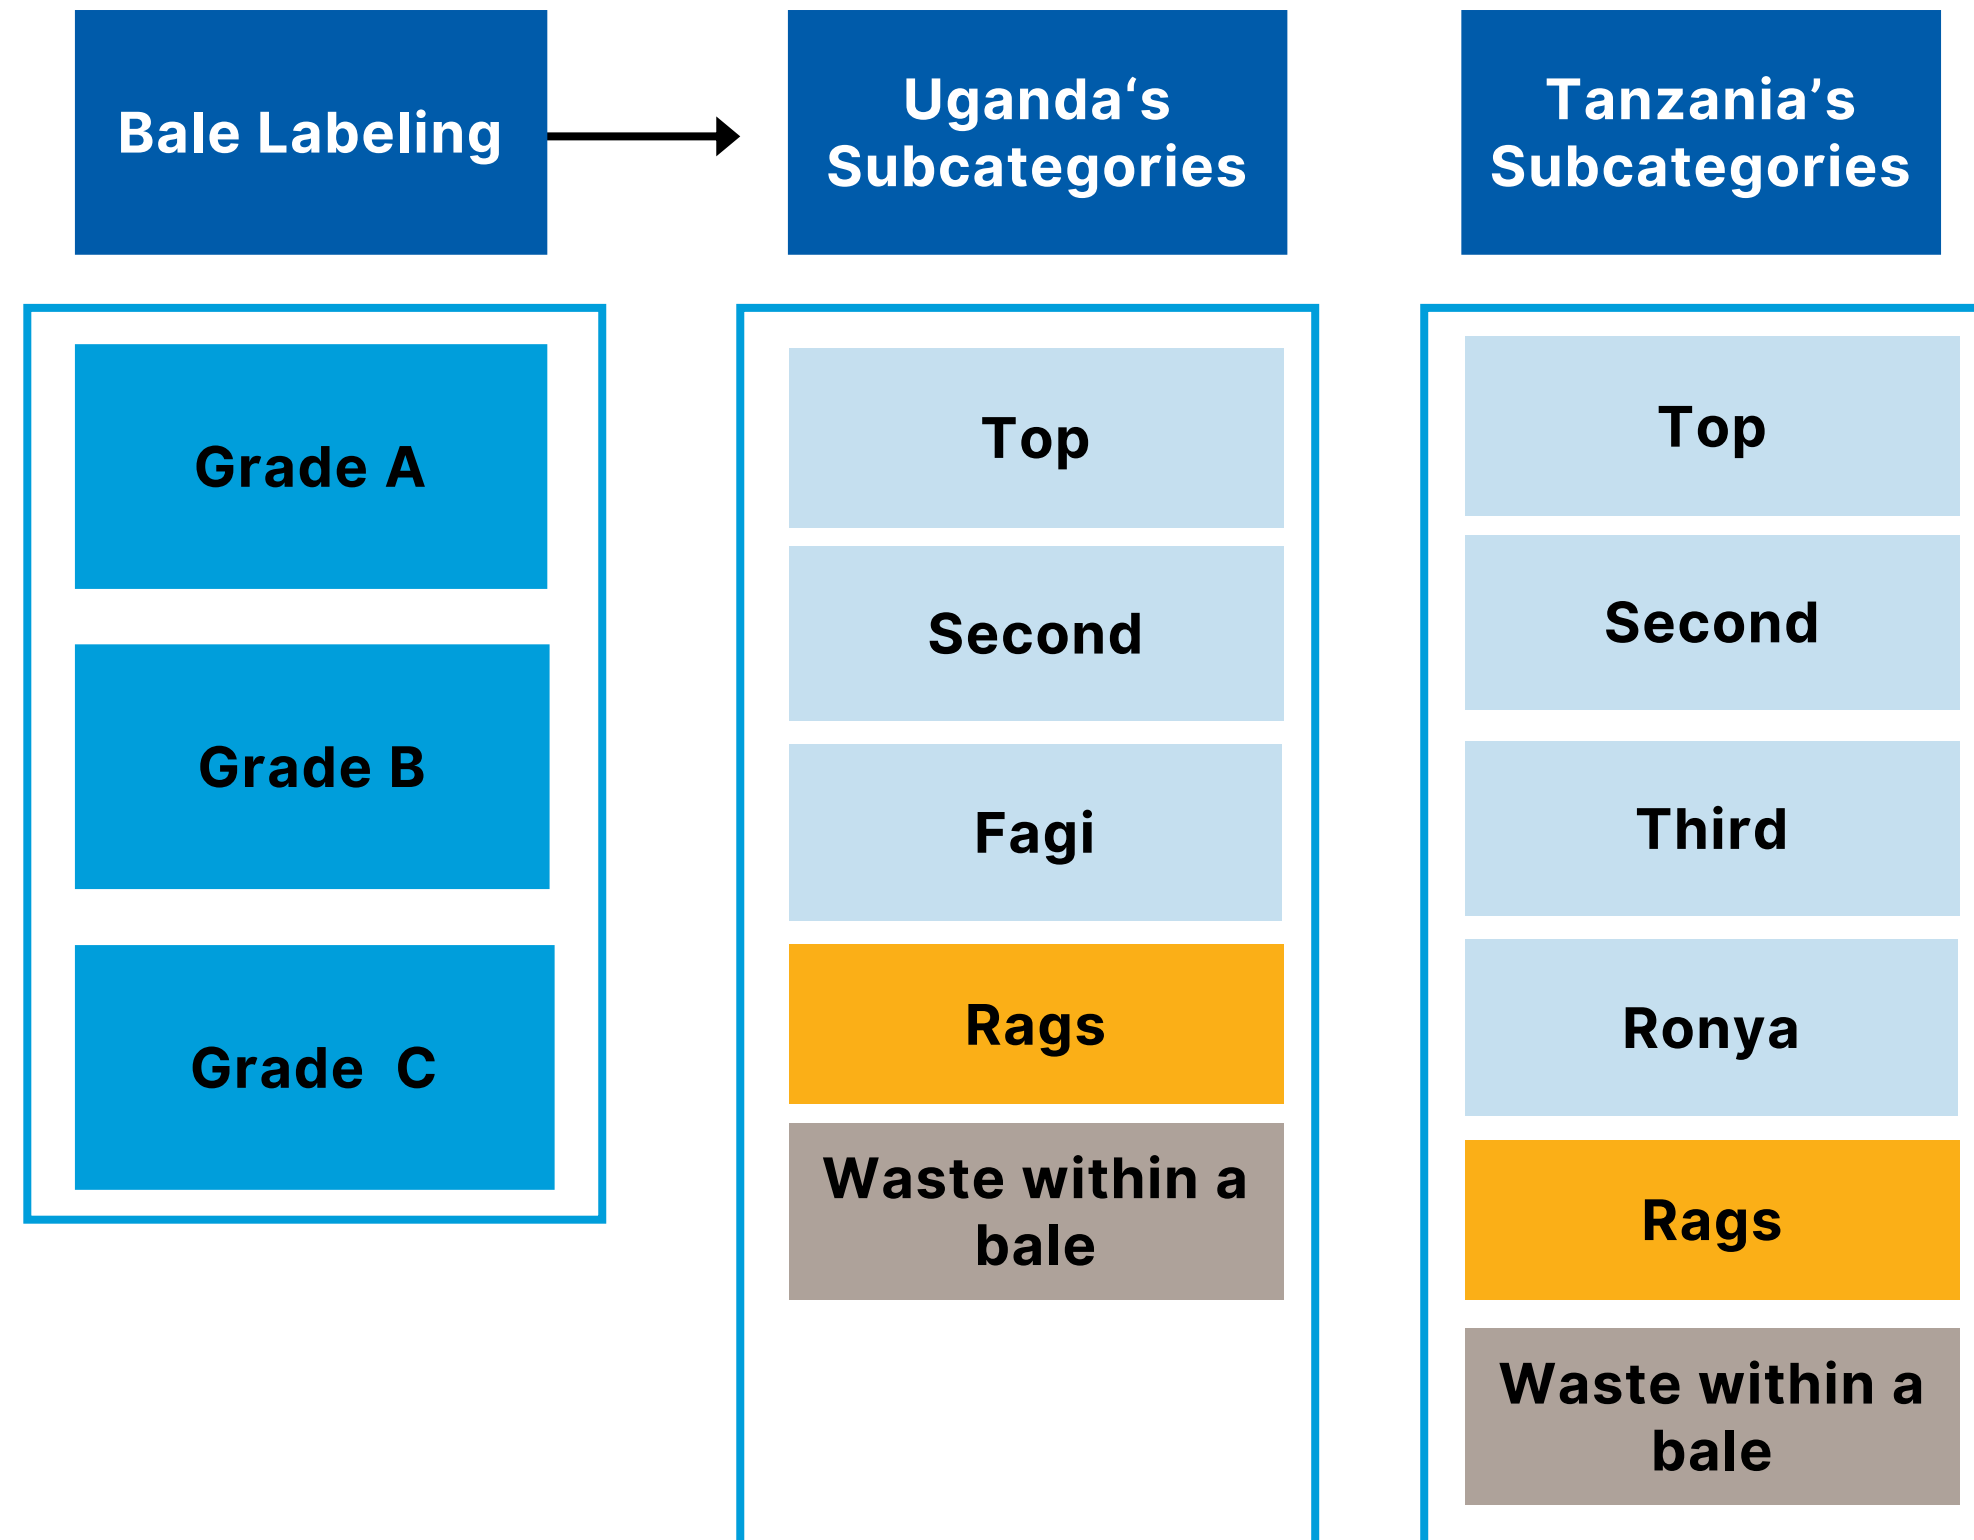 Bale Labeling
Uganda‘s
Subcategories
Tanzania’s
Subcategories
Grade A
Grade B
Grade  C
Top
Second
Fagi
Rags
Waste within a
bale
Top
Second
Third
Ronya
Rags
Waste within a
bale